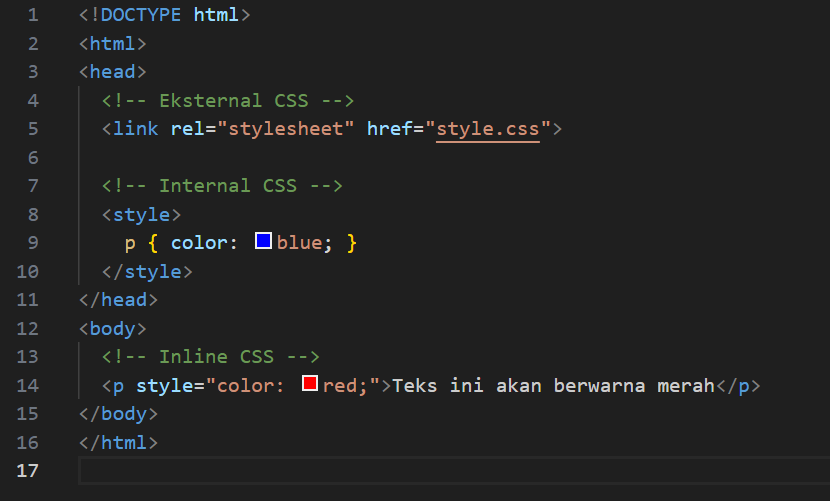 1 <!DOCTYPE html>
2 <html>
3 <head>
4   <!-- Eksternal CSS -->
5   <link rel="stylesheet" href="style.css">
6
7   <!-- Internal CSS -->
8   <style>
9     p { color: blue; }
10   </style>
11 </head>
12 <body>
13   <!-- Inline CSS -->
14   <p style="color: red;">Teks ini akan berwarna merah</p>
15 </body>
16 </html>
17